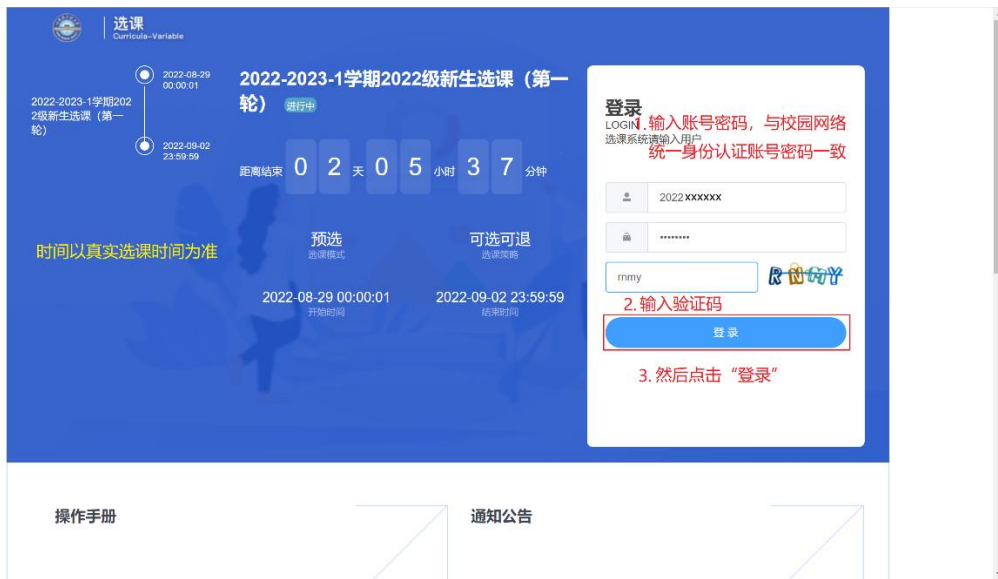 选课
Curricula-Variable
2022-08-29
00:00:01
2022-2023-1学期202
2级新生选课（第一
轮）
2022-09-02
23:59:59
时间以真实选课时间为准
2022-2023-1学期2022级新生选课（第一
轮） 进行中
距离结束 0 2 天 0 5 小时 3 7 分钟
预选
选课模式
可选可退
选课策略
2022-08-29 00:00:01
开始时间
2022-09-02 23:59:59
结束时间
登录
LOGIN
选课系统请输入用户
1.输入账号密码，与校园网络
统一身份认证账号密码一致
2022xxxxxx
••••••••
rnmy
RNMY
2.输入验证码
登 录
3.然后点击“登录”
操作手册
通知公告